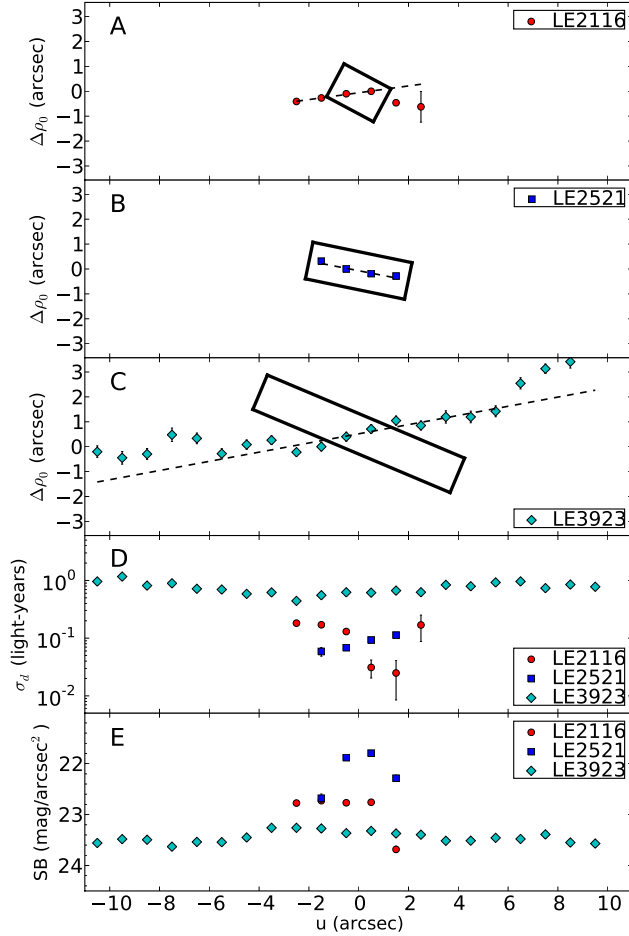 A
LE2116
3
2
1
0
−1
−2
−3
Δρ₀ (arcsec)
B
LE2521
3
2
1
0
−1
−2
−3
Δρ₀ (arcsec)
C
3
2
1
0
−1
−2
−3
Δρ₀ (arcsec)
LE3923
D
10⁰
10⁻¹
10⁻²
σ_d (light-years)
LE2116
LE2521
LE3923
E
LE2116
LE2521
LE3923
22
23
24
SB (mag/arcsec²)
−10 −8 −6 −4 −2 0 2 4 6 8 10
u (arcsec)